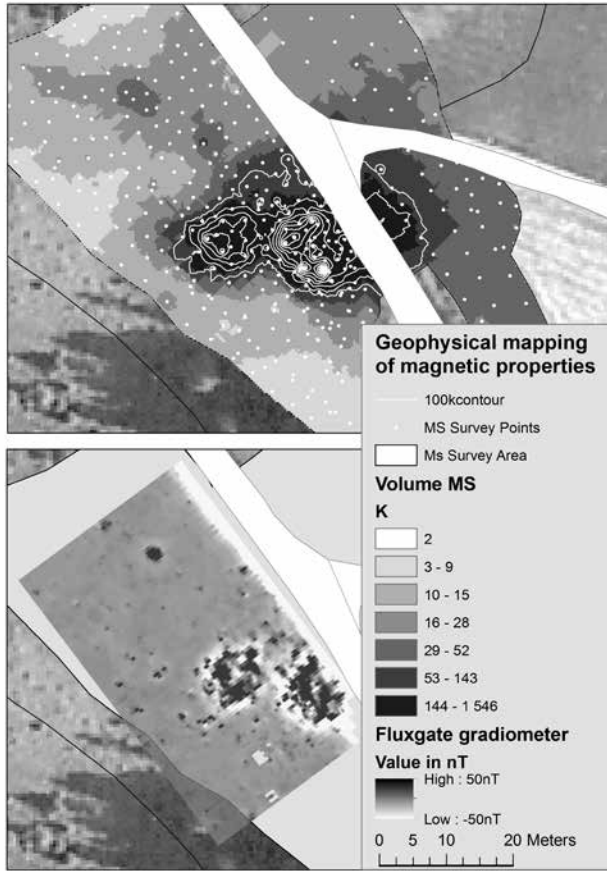 Geophysical mapping
of magnetic properties
100kcontour
MS Survey Points
Ms Survey Area
Volume MS
K
2
3 - 9
10 - 15
16 - 28
29 - 52
53 - 143
144 - 1 546
Fluxgate gradiometer
Value in nT
High : 50nT
Low : -50nT
0 5 10 20 Meters